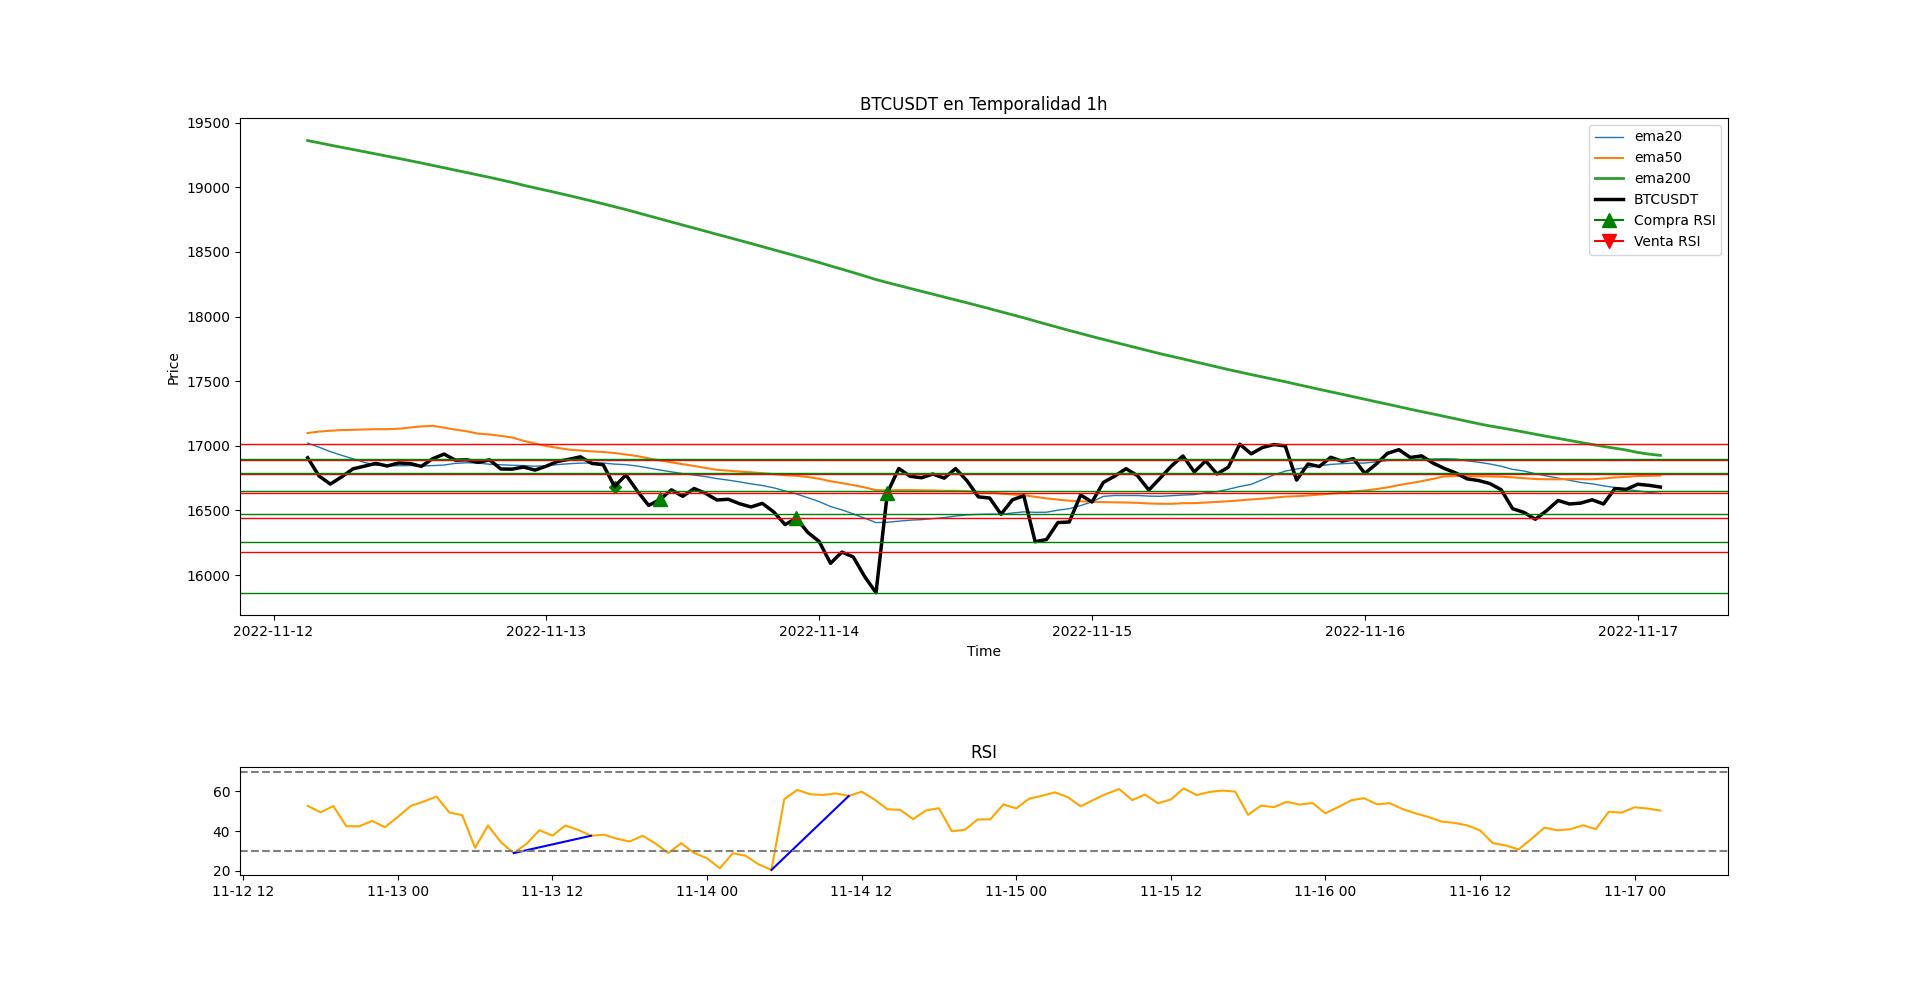 BTCUSDT en Temporalidad 1h
19500
19000
18500
18000
17500
17000
16500
16000
Price
ema20
ema50
ema200
BTCUSDT
Compra RSI
Venta RSI
2022-11-12 2022-11-13 2022-11-14 2022-11-15 2022-11-16 2022-11-17
Time
RSI
60
40
20
11-12 12 11-13 00 11-13 12 11-14 00 11-14 12 11-15 00 11-15 12 11-16 00 11-16 12 11-17 00